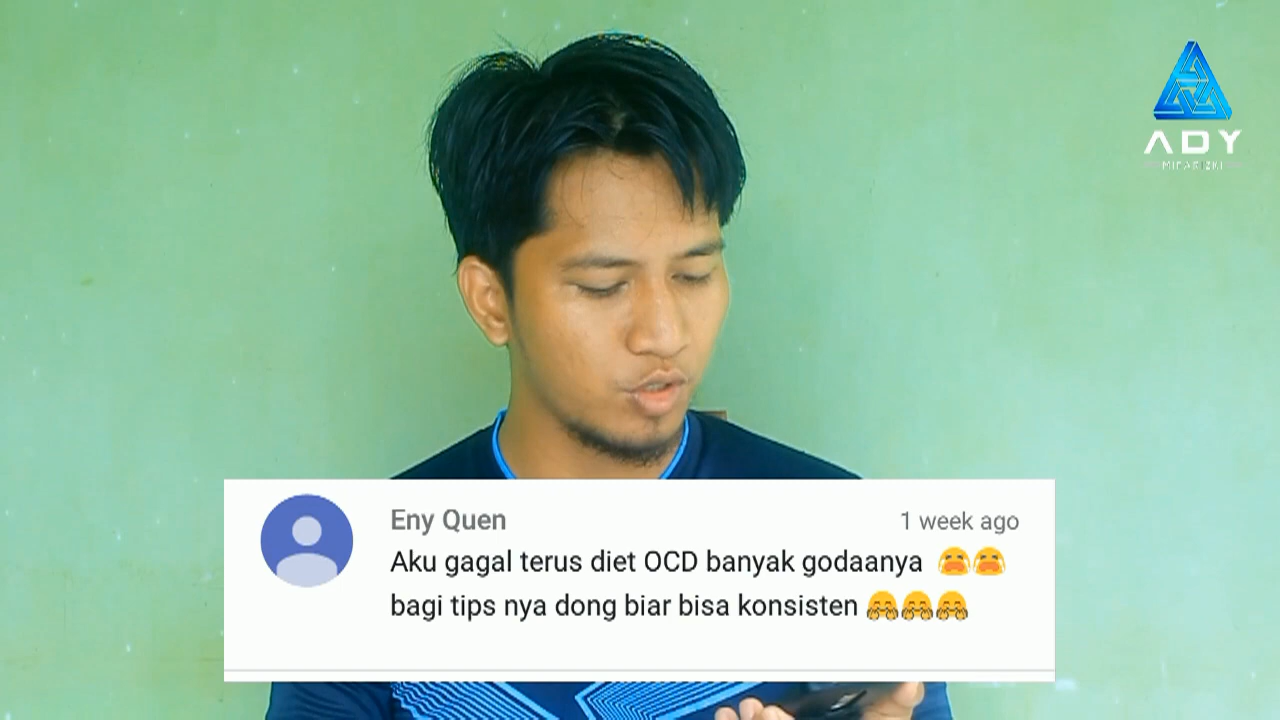 ADY
Eny Quen
1 week ago
Aku gagal terus diet OCD banyak godaanya 😭😭
bagi tips nya dong biar bisa konsisten 🤗🤗🤗